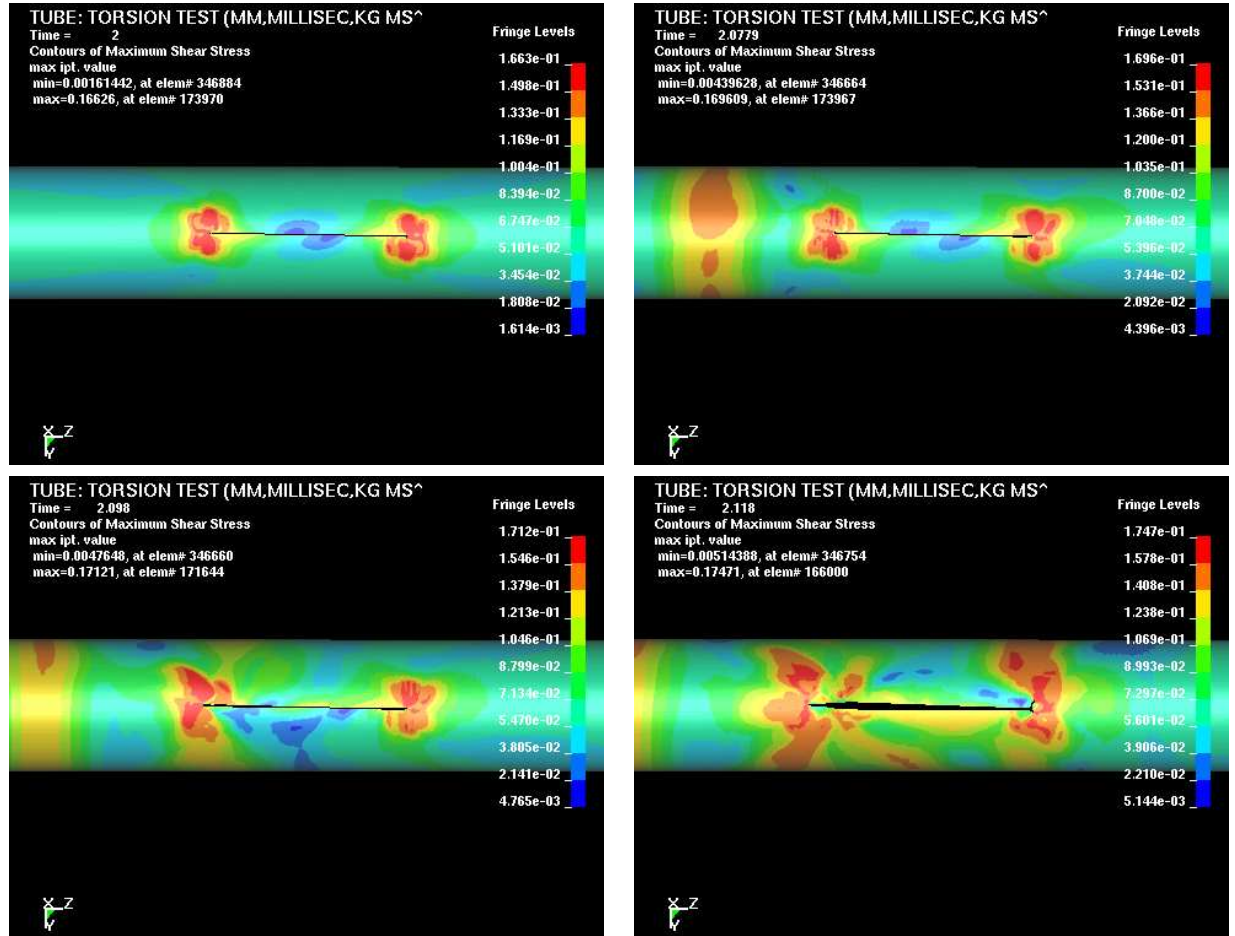 TUBE: TORSION TEST (MM,MILLISEC,KG MS^
Time = 2
Contours of Maximum Shear Stress
max ipt. value
min=0.00161442, at elem# 346884
max=0.16626, at elem# 173970
Fringe Levels
1.663e-01
1.498e-01
1.333e-01
1.169e-01
1.004e-01
8.394e-02
6.747e-02
5.101e-02
3.454e-02
1.808e-02
1.614e-03
X
Z
Y
TUBE: TORSION TEST (MM,MILLISEC,KG MS^
Time = 2.0779
Contours of Maximum Shear Stress
max ipt. value
min=0.00439628, at elem# 346664
max=0.169609, at elem# 173967
Fringe Levels
1.696e-01
1.531e-01
1.366e-01
1.200e-01
1.035e-01
8.700e-02
7.048e-02
5.396e-02
3.744e-02
2.092e-02
4.396e-03
X
Z
Y
TUBE: TORSION TEST (MM,MILLISEC,KG MS^
Time = 2.098
Contours of Maximum Shear Stress
max ipt. value
min=0.0047648, at elem# 346660
max=0.17121, at elem# 171644
Fringe Levels
1.712e-01
1.546e-01
1.379e-01
1.213e-01
1.046e-01
8.799e-02
7.134e-02
5.470e-02
3.805e-02
2.141e-02
4.765e-03
X
Z
Y
TUBE: TORSION TEST (MM,MILLISEC,KG MS^
Time = 2.118
Contours of Maximum Shear Stress
max ipt. value
min=0.00514388, at elem# 346754
max=0.17471, at elem# 166000
Fringe Levels
1.747e-01
1.578e-01
1.408e-01
1.238e-01
1.069e-01
8.993e-02
7.297e-02
5.601e-02
3.906e-02
2.210e-02
5.144e-03
X
Z
Y